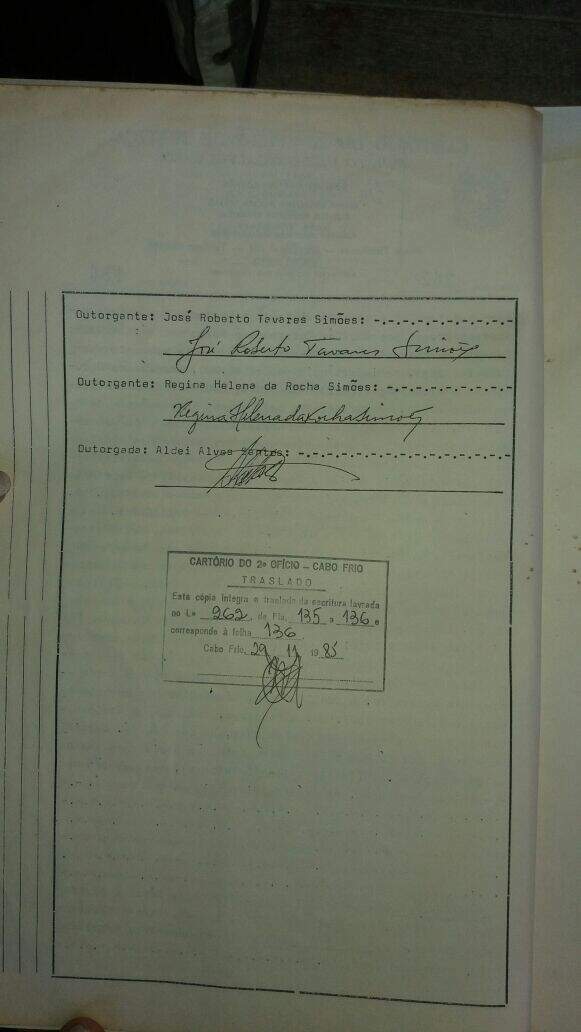 Outorgante: José Roberto Tavares Simões: -.-.-.-.-.-.-.-.-
José Roberto Tavares Simões
Outorgante: Regina Helena da Rocha Simões: -.-.-.-.-.-.-.-
Regina Helena da Rocha Simões
Outorgada: Aldei Alves Santos: -.-.-.-.-.-.-.-.-.-.-.-.-
CARTÓRIO DO 2º OFÍCIO – CABO FRIO
TRASLADO
Esta cópia integra o traslado da escritura lavrada
no Lº 262, de Fls. 135 a 136 e
corresponde à folha 136
Cabo Frio, 29 11 1985